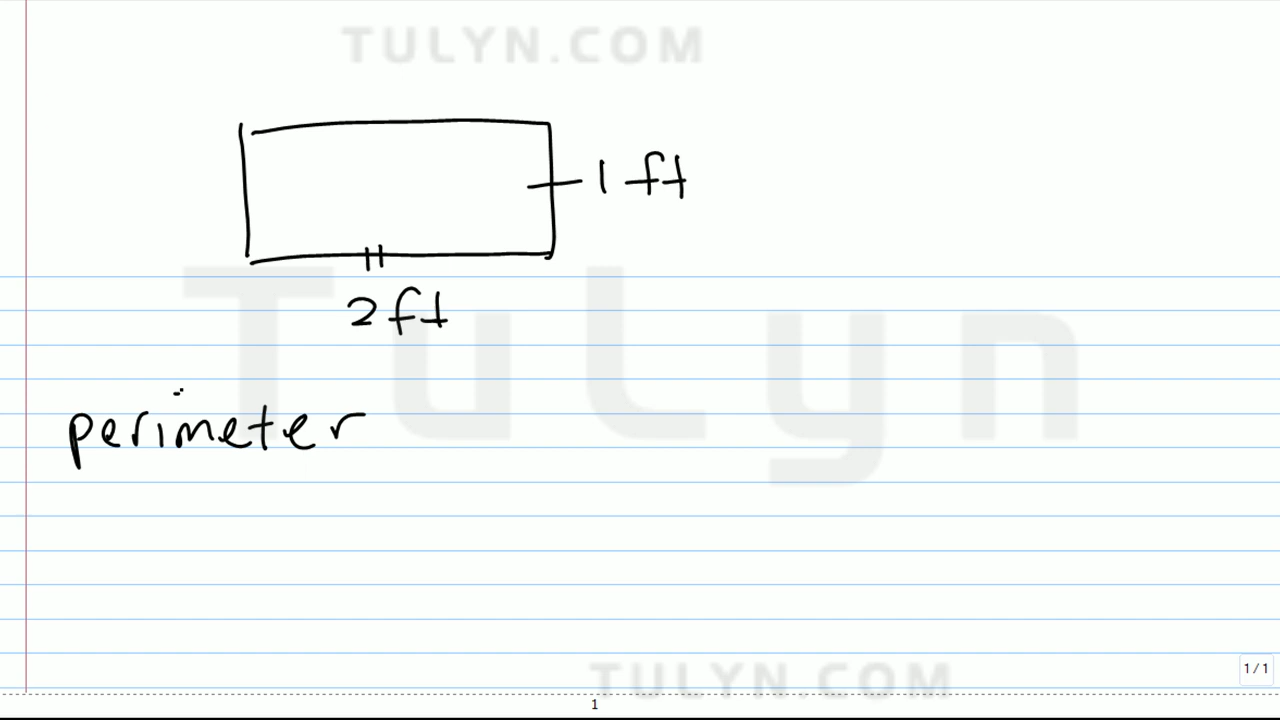 TULYN.COM
1 ft
2 ft
TuLyn
perimeter
TULYN.COM
1 / 1
1